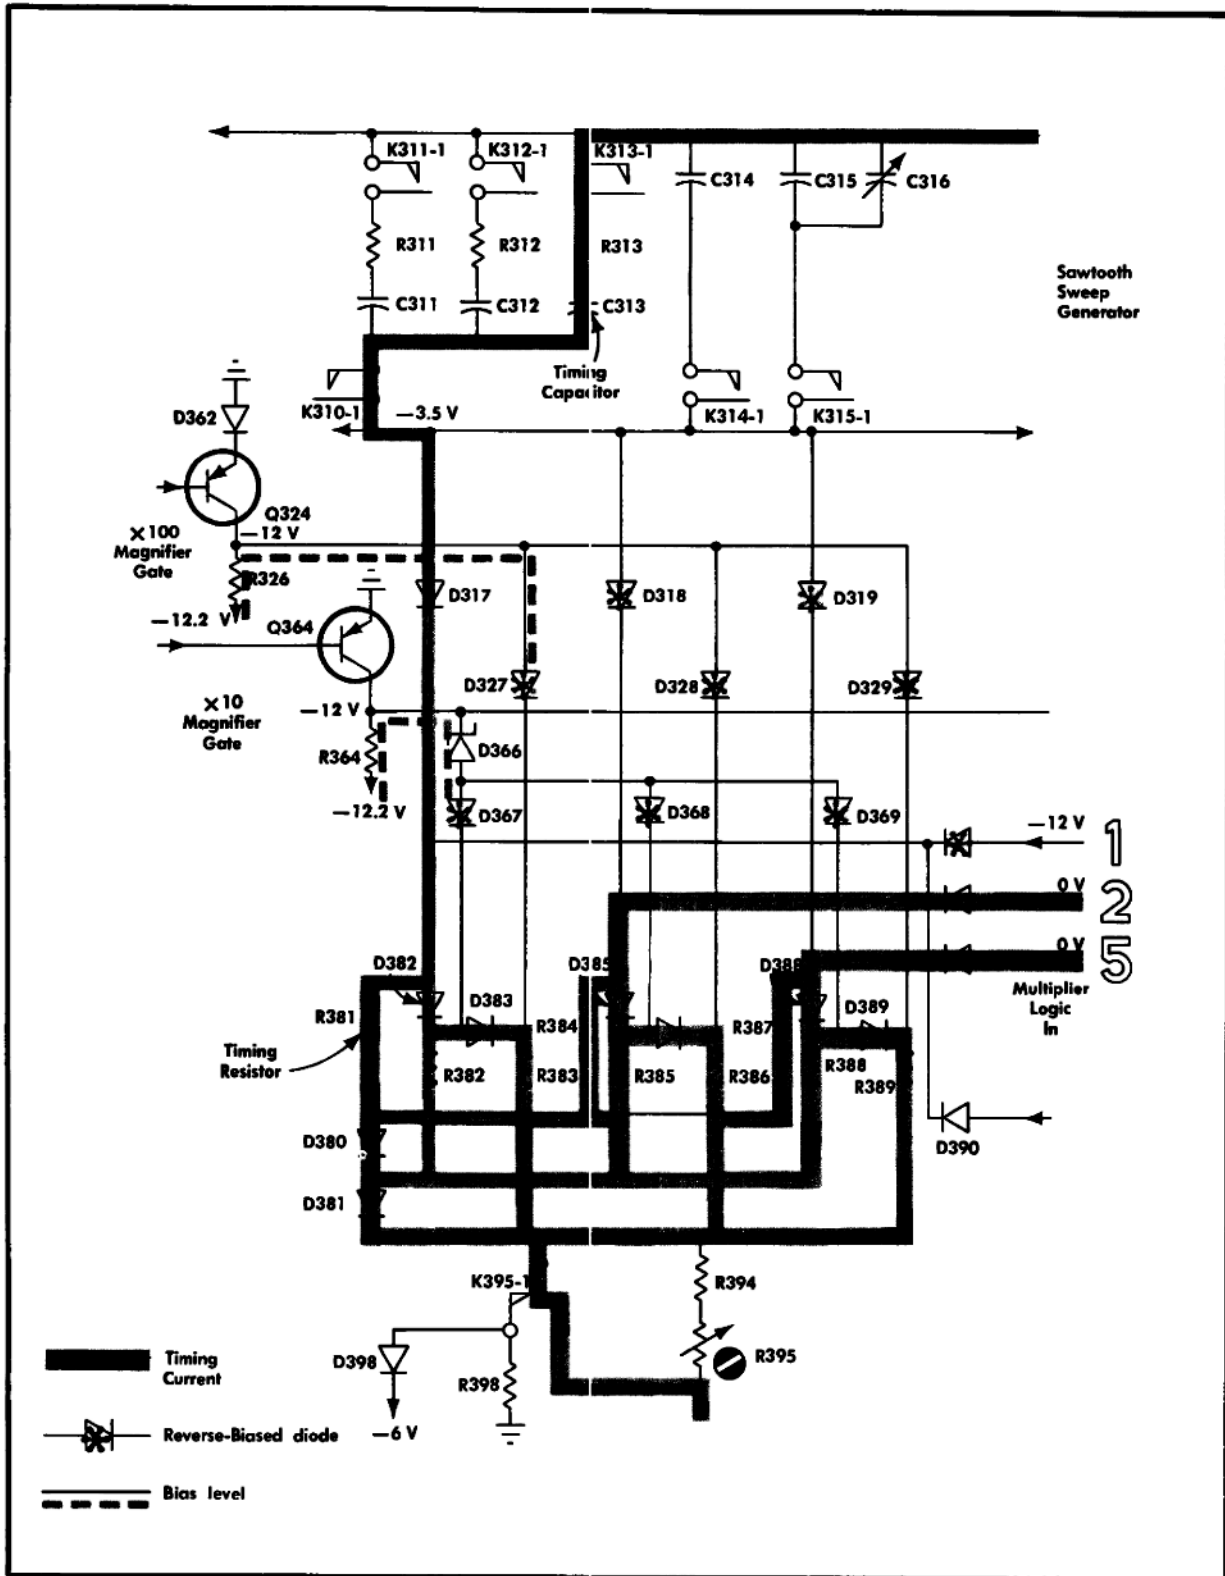 K311-1
K312-1
K313-1
C314
C315
C316
R311
R312
R313
Sawtooth
Sweep
Generator
C311
C312
C313
Timing
Capacitor
D362
K310-1
—3.5 V
K314-1
K315-1
Q324
×100
Magnifier
Gate
—12 V
R326
—12.2 V
D317
D318
D319
Q364
D327
D328
D329
×10
Magnifier
Gate
—12 V
R364
D366
—12.2 V
D367
D368
D369
—12 V
1
0 V
2
0 V
5
D382
D385
D388
Multiplier
Logic
In
D383
D389
R381
R384
R387
Timing
Resistor
R382
R383
R385
R386
R388
R389
D380
D390
D381
K395-1
R394
D398
R395
R398
—6 V
Timing
Current
Reverse-Biased diode
Bias level